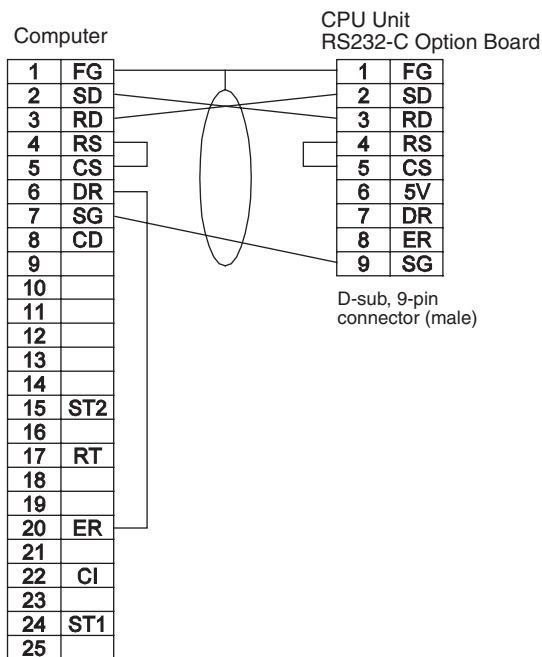 Computer
CPU Unit
RS232-C Option Board
1 FG
2 SD
3 RD
4 RS
5 CS
6 DR
7 SG
8 CD
9
10
11
12
13
14
15 ST2
16
17 RT
18
19
20 ER
21
22 CI
23
24 ST1
25
1 FG
2 SD
3 RD
4 RS
5 CS
6 5V
7 DR
8 ER
9 SG
D-sub, 9-pin
connector (male)